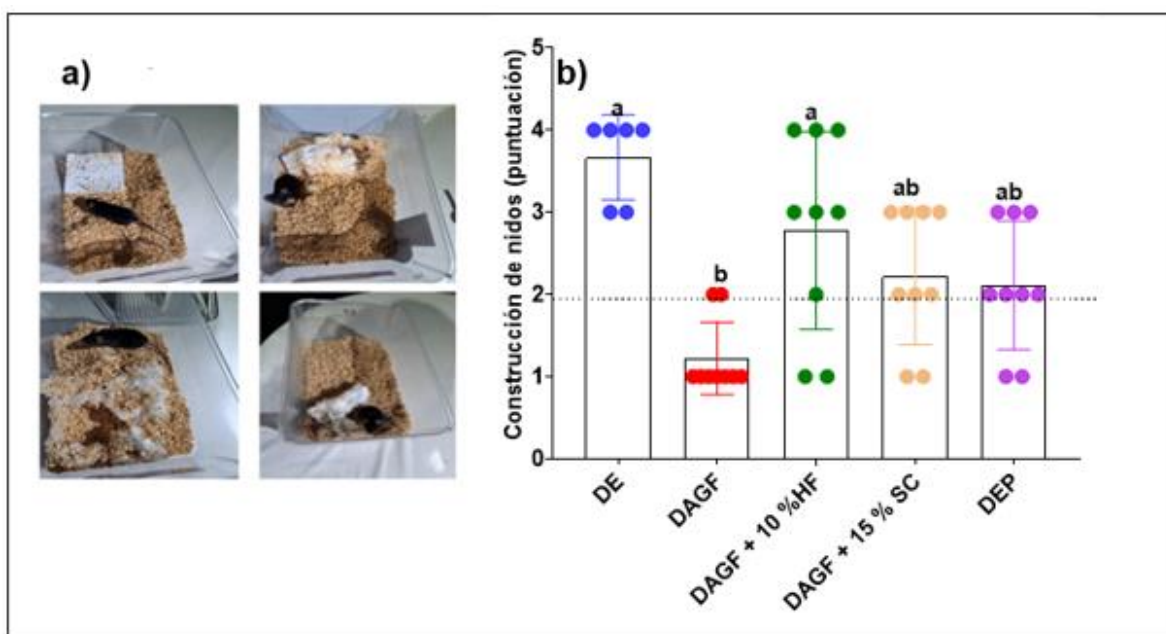 a)
b)
Construcción de nidos (puntuación)
5
4
3
2
1
0
a
b
a
ab
ab
DE
DAGF
DAGF + 10 %HF
DAGF + 15 % SC
DEP